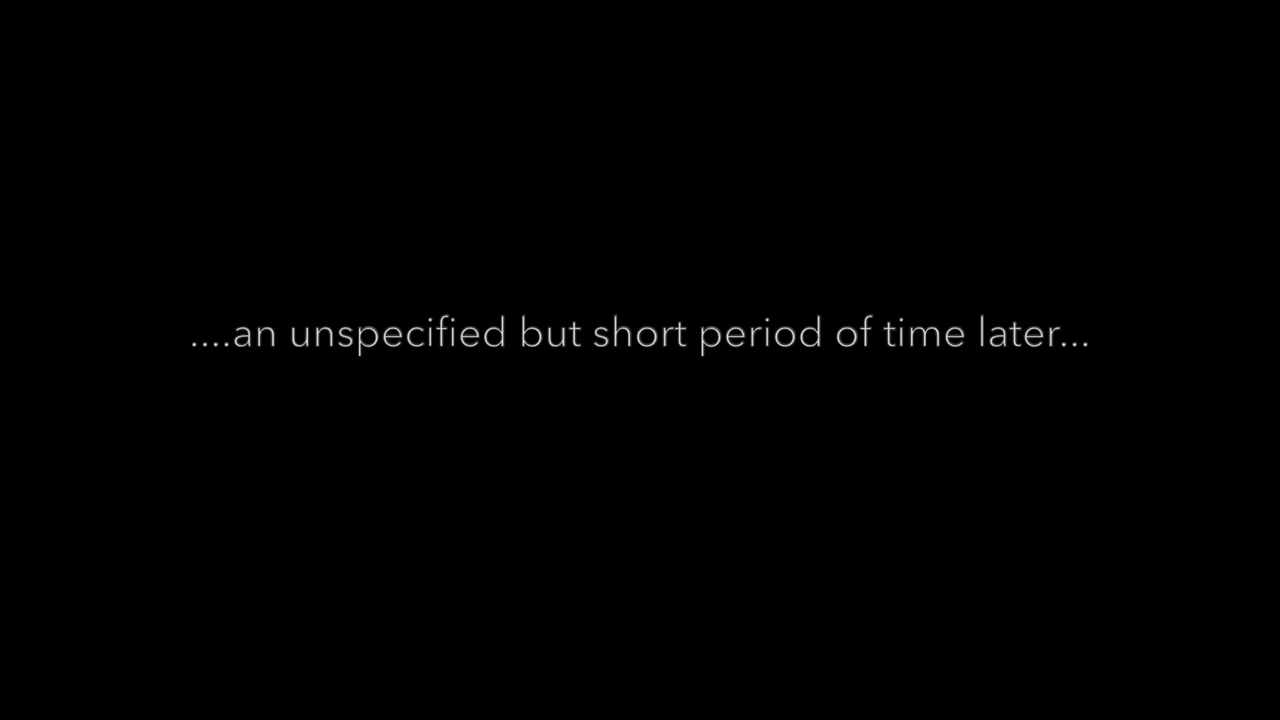 ....an unspecified but short period of time later...